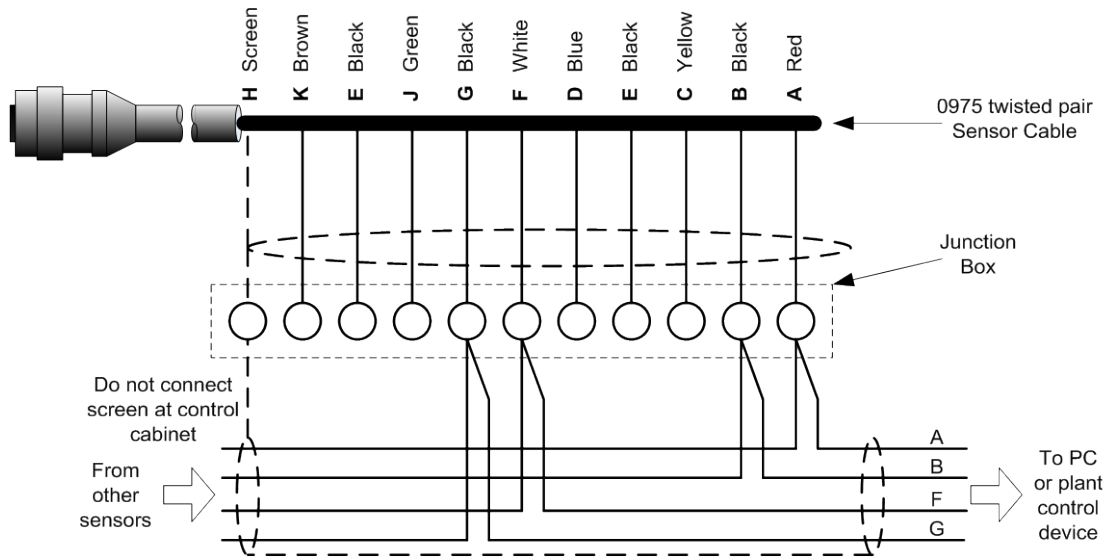 H Screen
K Brown
E Black
J Green
G Black
F White
D Blue
E Black
C Yellow
B Black
A Red
0975 twisted pair
Sensor Cable
Junction
Box
Do not connect
screen at control
cabinet
From
other
sensors
A
B
F
G
To PC
or plant
control
device